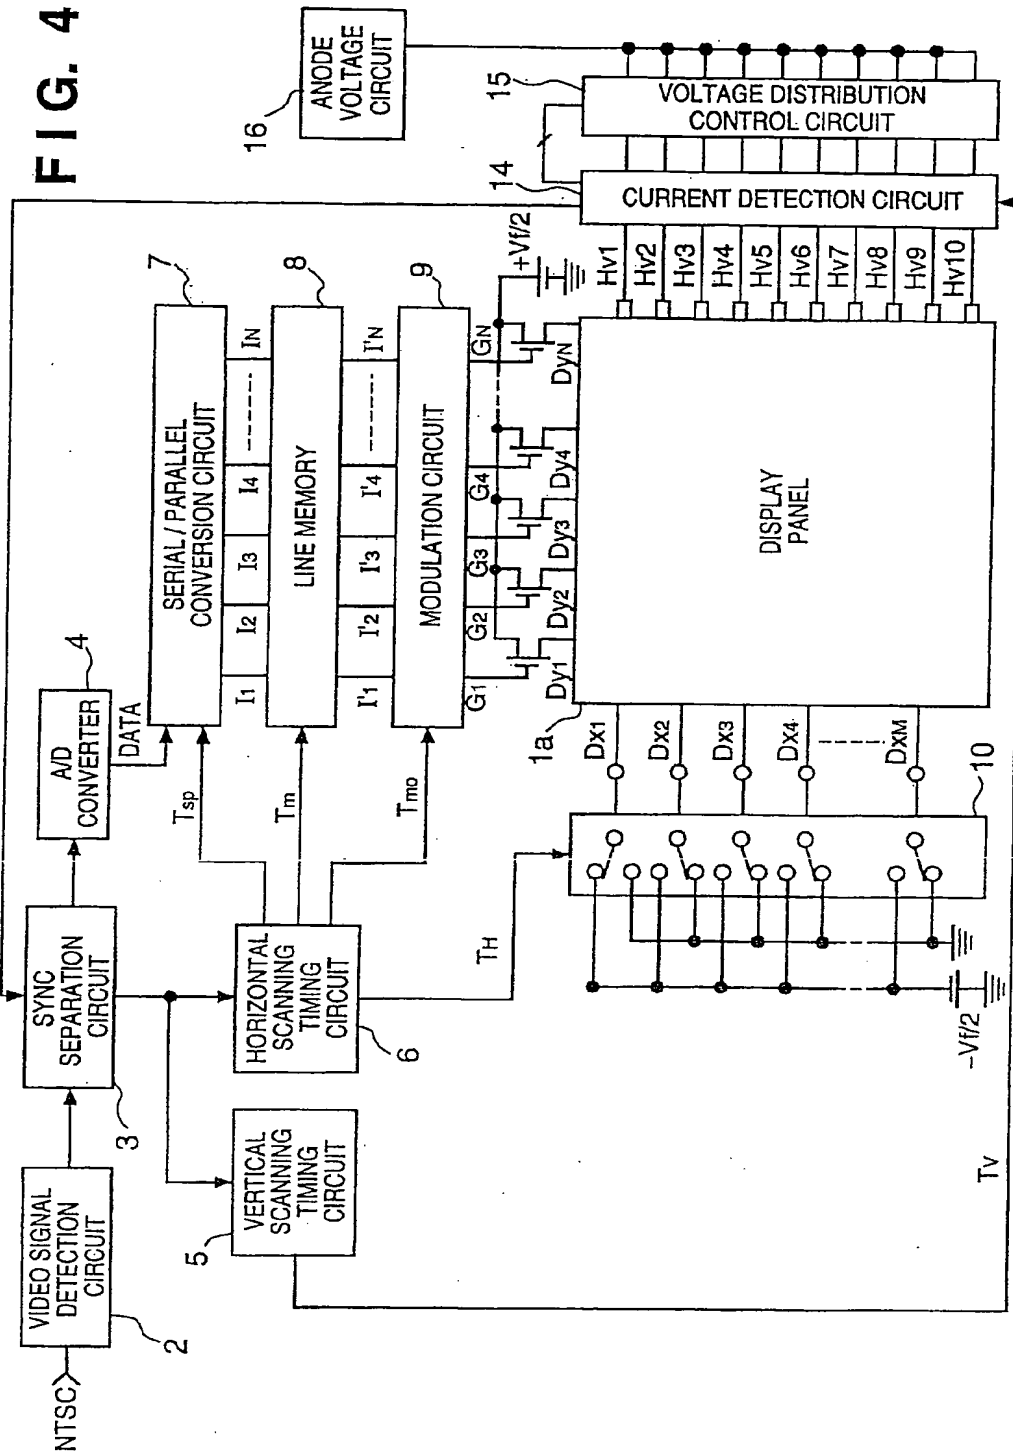 FIG. 4
NTSC
VIDEO SIGNAL
DETECTION
CIRCUIT
2
SYNC
SEPARATION
CIRCUIT
3
A/D
CONVERTER
4
DATA
VERTICAL
SCANNING
TIMING
CIRCUIT
5
HORIZONTAL
SCANNING
TIMING
CIRCUIT
6
Tsp
Tm
Tmo
TH
TV
SERIAL / PARALLEL
CONVERSION CIRCUIT
7
I1 I2 I3 I4 IN
LINE MEMORY
8
I'1 I'2 I'3 I'4 I'N
MODULATION CIRCUIT
9
G1 G2 G3 G4 GN
+Vf/2
Dy1 Dy2 Dy3 Dy4 DyN
1a
DISPLAY
PANEL
DX1
DX2
DX3
DX4
DXM
10
-Vf/2
Hv1
Hv2
Hv3
Hv4
Hv5
Hv6
Hv7
Hv8
Hv9
Hv10
CURRENT DETECTION CIRCUIT
14
VOLTAGE DISTRIBUTION
CONTROL CIRCUIT
15
ANODE
VOLTAGE
CIRCUIT
16